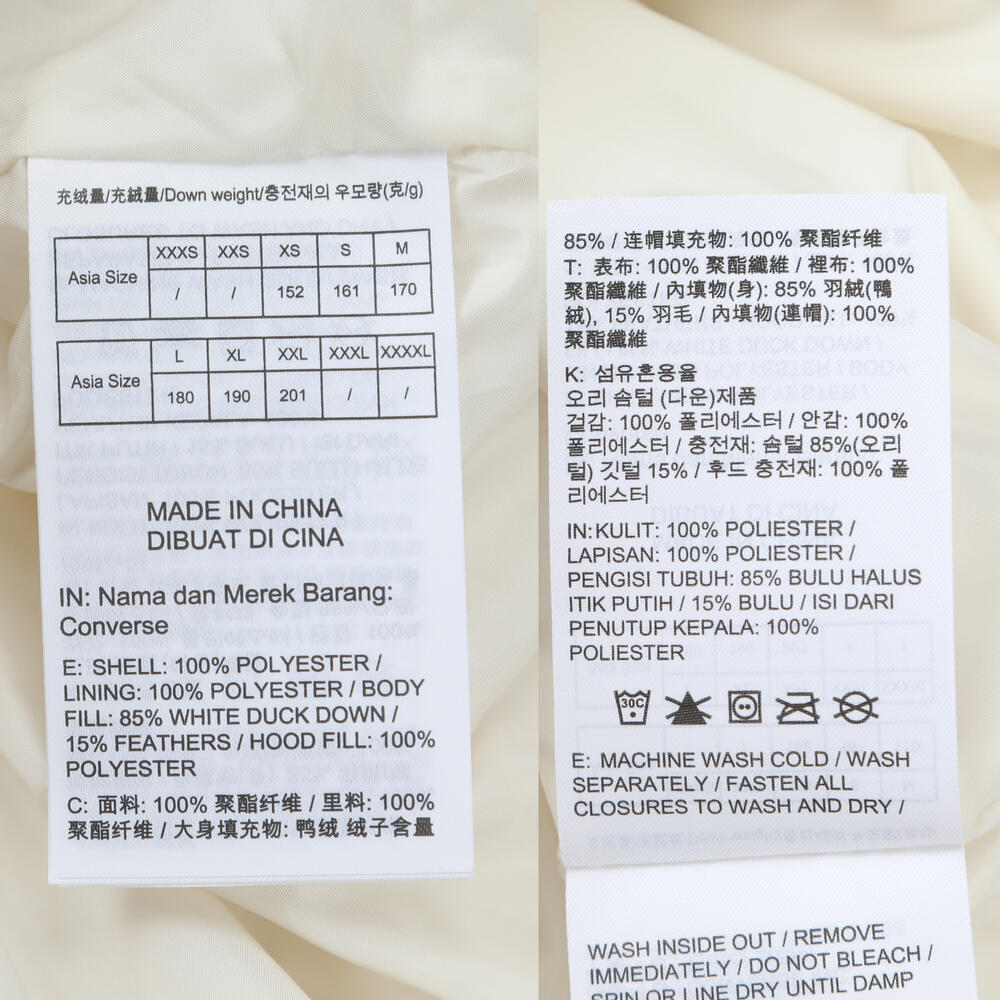 充绒量/充絨量/Down weight/충전재의 우모량(克/g)
Asia Size XXXS XXS XS S M
/ / 152 161 170
Asia Size L XL XXL XXXL XXXXL
180 190 201 / /
MADE IN CHINA
DIBUAT DI CINA
IN: Nama dan Merek Barang:
Converse
E: SHELL: 100% POLYESTER /
LINING: 100% POLYESTER / BODY
FILL: 85% WHITE DUCK DOWN /
15% FEATHERS / HOOD FILL: 100%
POLYESTER
C: 面料: 100% 聚酯纤维 / 里料: 100%
聚酯纤维 / 大身填充物: 鸭绒 绒子含量
85% / 连帽填充物: 100% 聚酯纤维
T: 表布: 100% 聚酯纖維 / 裡布: 100%
聚酯纖維 / 內填物(身): 85% 羽絨(鴨
絨), 15% 羽毛 / 內填物(連帽): 100%
聚酯纖維
K: 섬유혼용율
오리 솜털 (다운)제품
겉감: 100% 폴리에스터 / 안감: 100%
폴리에스터 / 충전재: 솜털 85%(오리
털) 깃털 15% / 후드 충전재: 100% 폴
리에스터
IN: KULIT: 100% POLIESTER /
LAPISAN: 100% POLIESTER /
PENGISI TUBUH: 85% BULU HALUS
ITIK PUTIH / 15% BULU / ISI DARI
PENUTUP KEPALA: 100%
POLIESTER
30C
E: MACHINE WASH COLD / WASH
SEPARATELY / FASTEN ALL
CLOSURES TO WASH AND DRY /
WASH INSIDE OUT / REMOVE
IMMEDIATELY / DO NOT BLEACH /
SPIN OR LINE DRY UNTIL DAMP